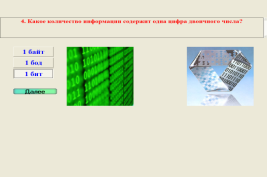 6. Какое количество информации содержит одна цифра двоичного числа?
1 байт
1 бод
1 бит
Далее